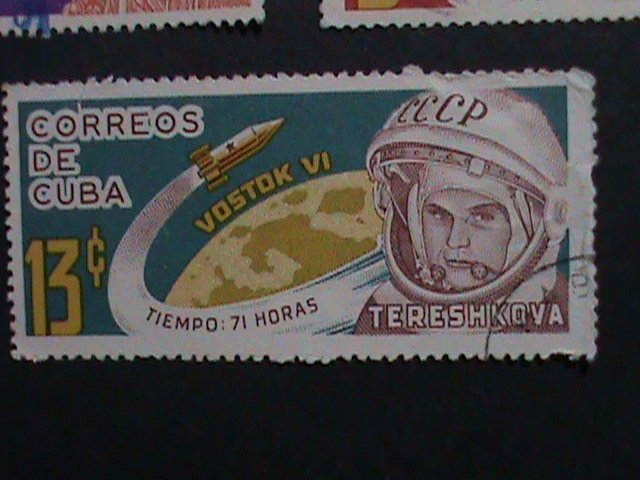 CORREOS
DE
CUBA
13¢
VOSTOK VI
TIEMPO: 71 HORAS
CCCP
TERESHKOVA